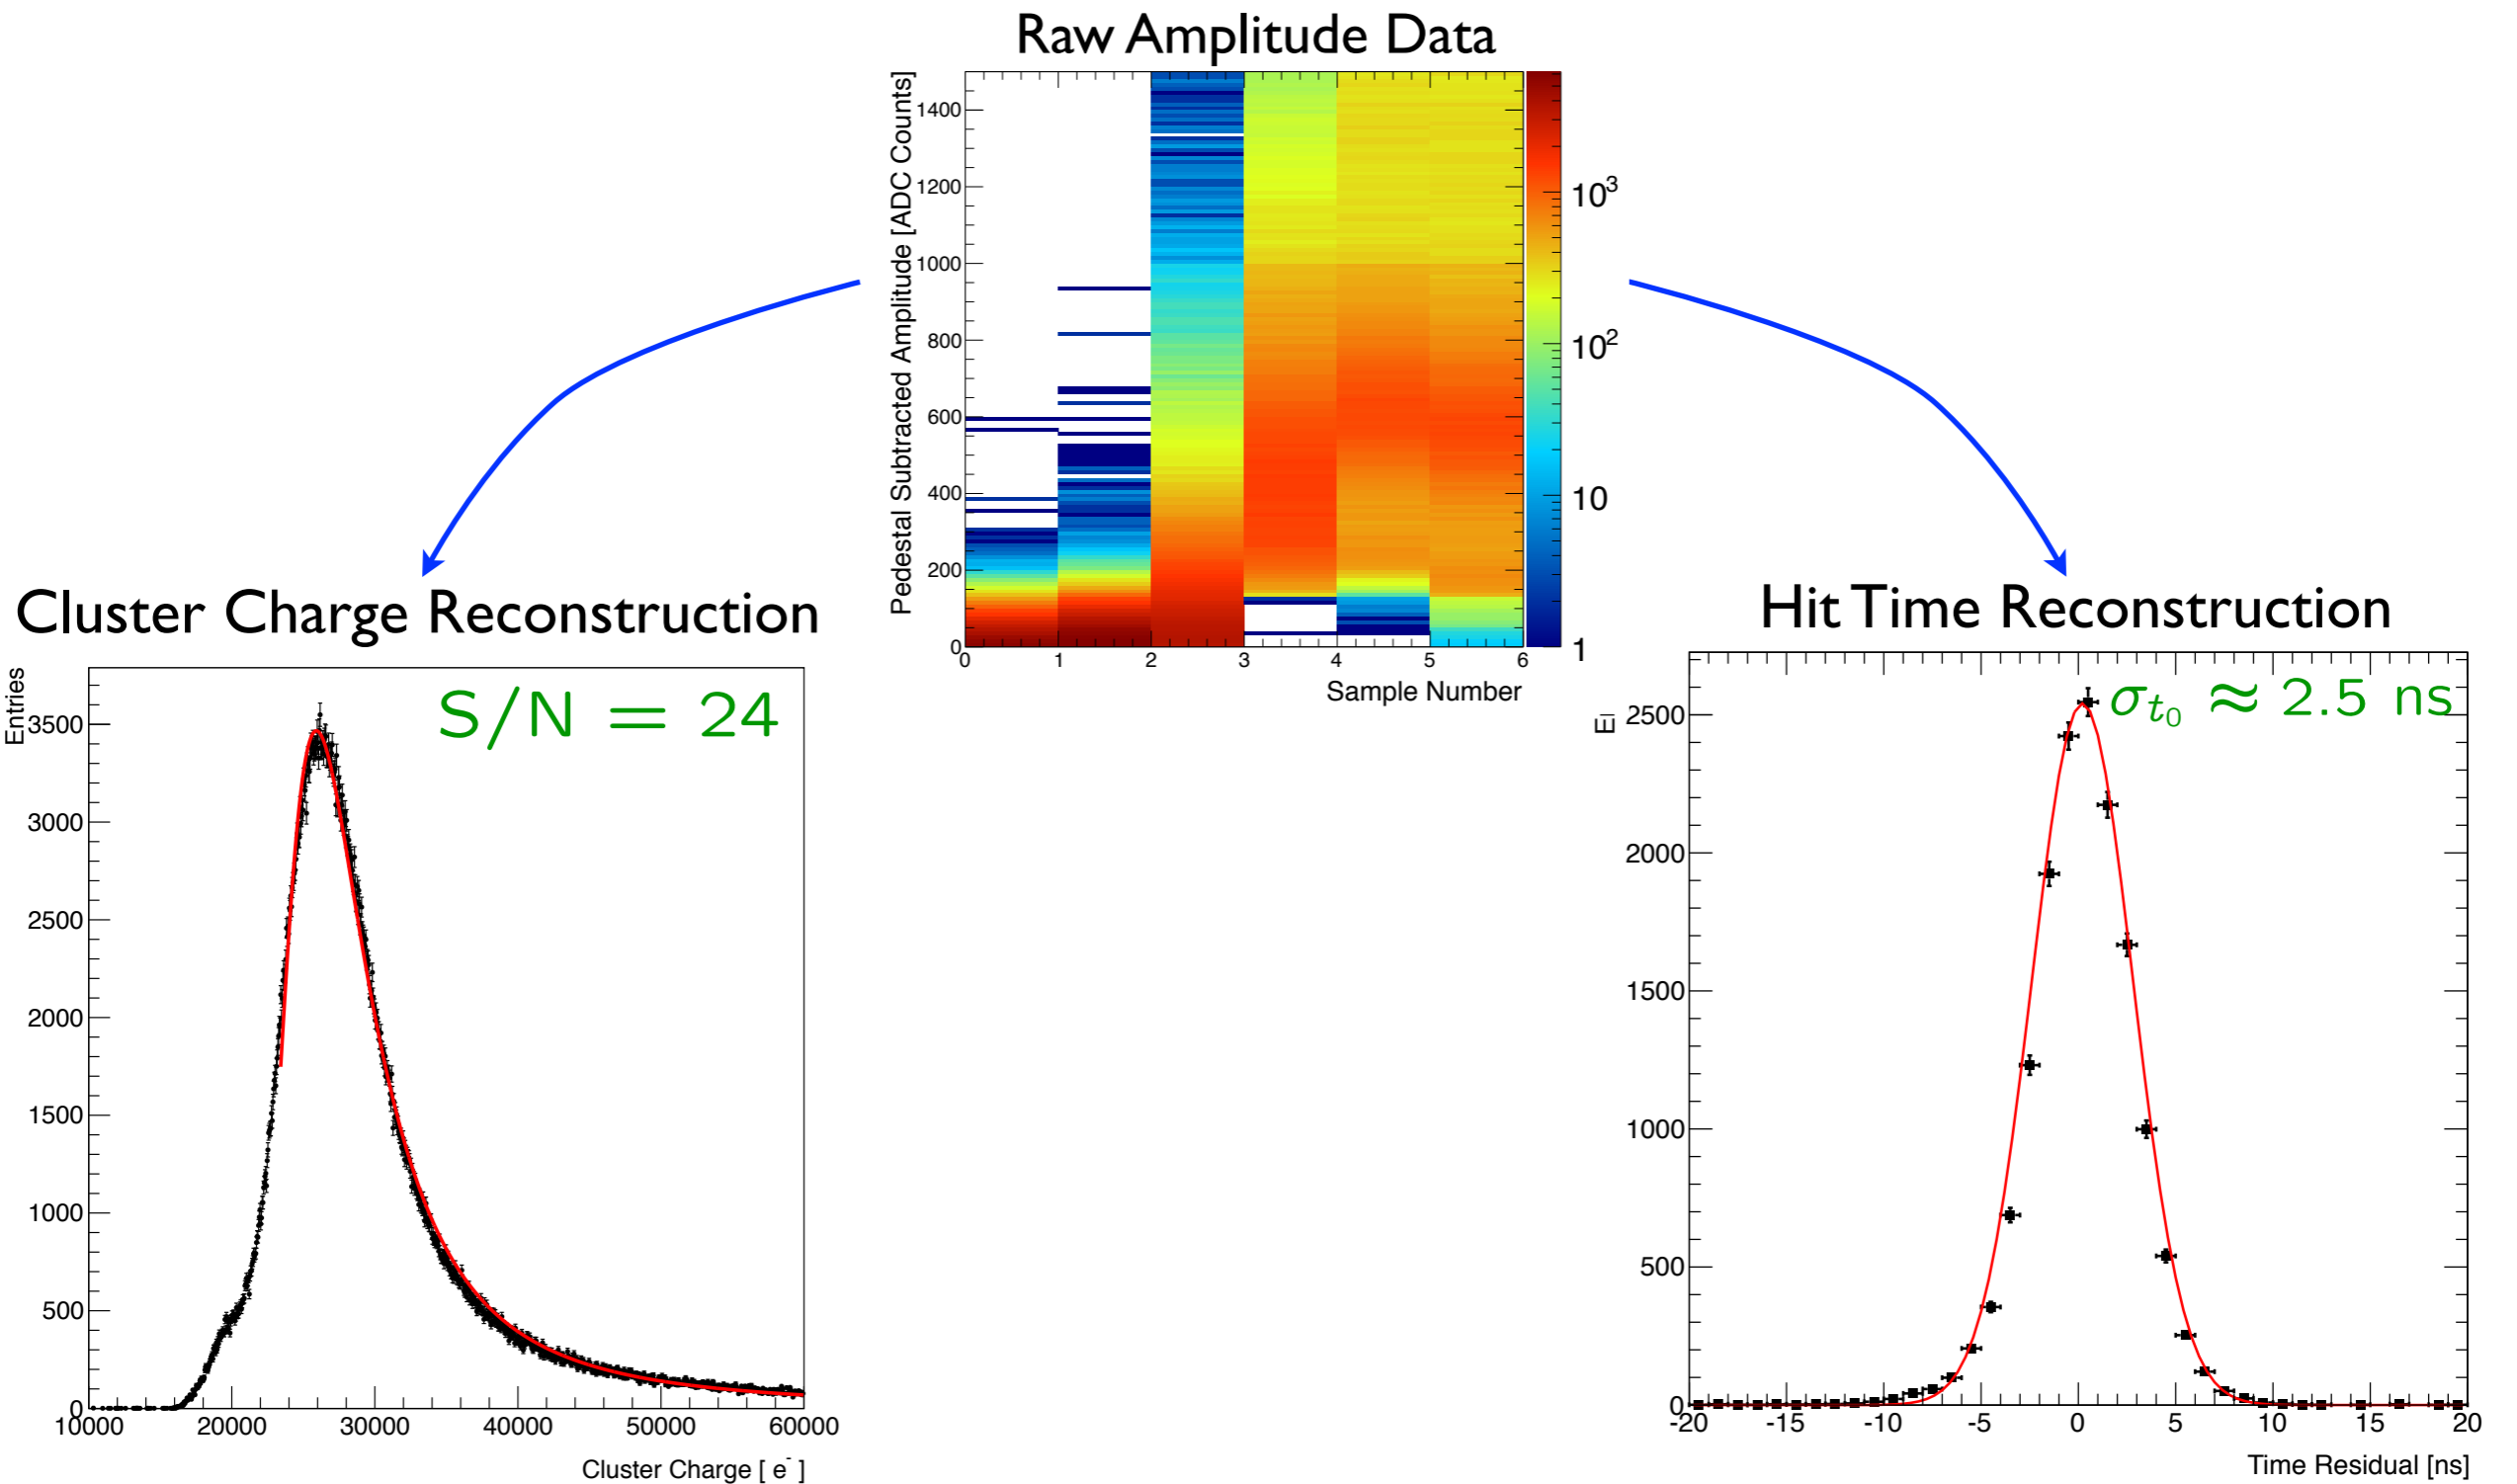 Raw Amplitude Data
Pedestal Subtracted Amplitude [ADC Counts]
1400
1200
1000
800
600
400
200
0
0 1 2 3 4 5 6
Sample Number
10³
10²
10
1
Cluster Charge Reconstruction
Entries
S/N = 24
3500
3000
2500
2000
1500
1000
500
0
10000 20000 30000 40000 50000 60000
Cluster Charge [ e⁻ ]
Hit Time Reconstruction
σ_{t₀} ≈ 2.5 ns
2500
2000
1500
1000
500
0
-20 -15 -10 -5 0 5 10 15 20
Time Residual [ns]